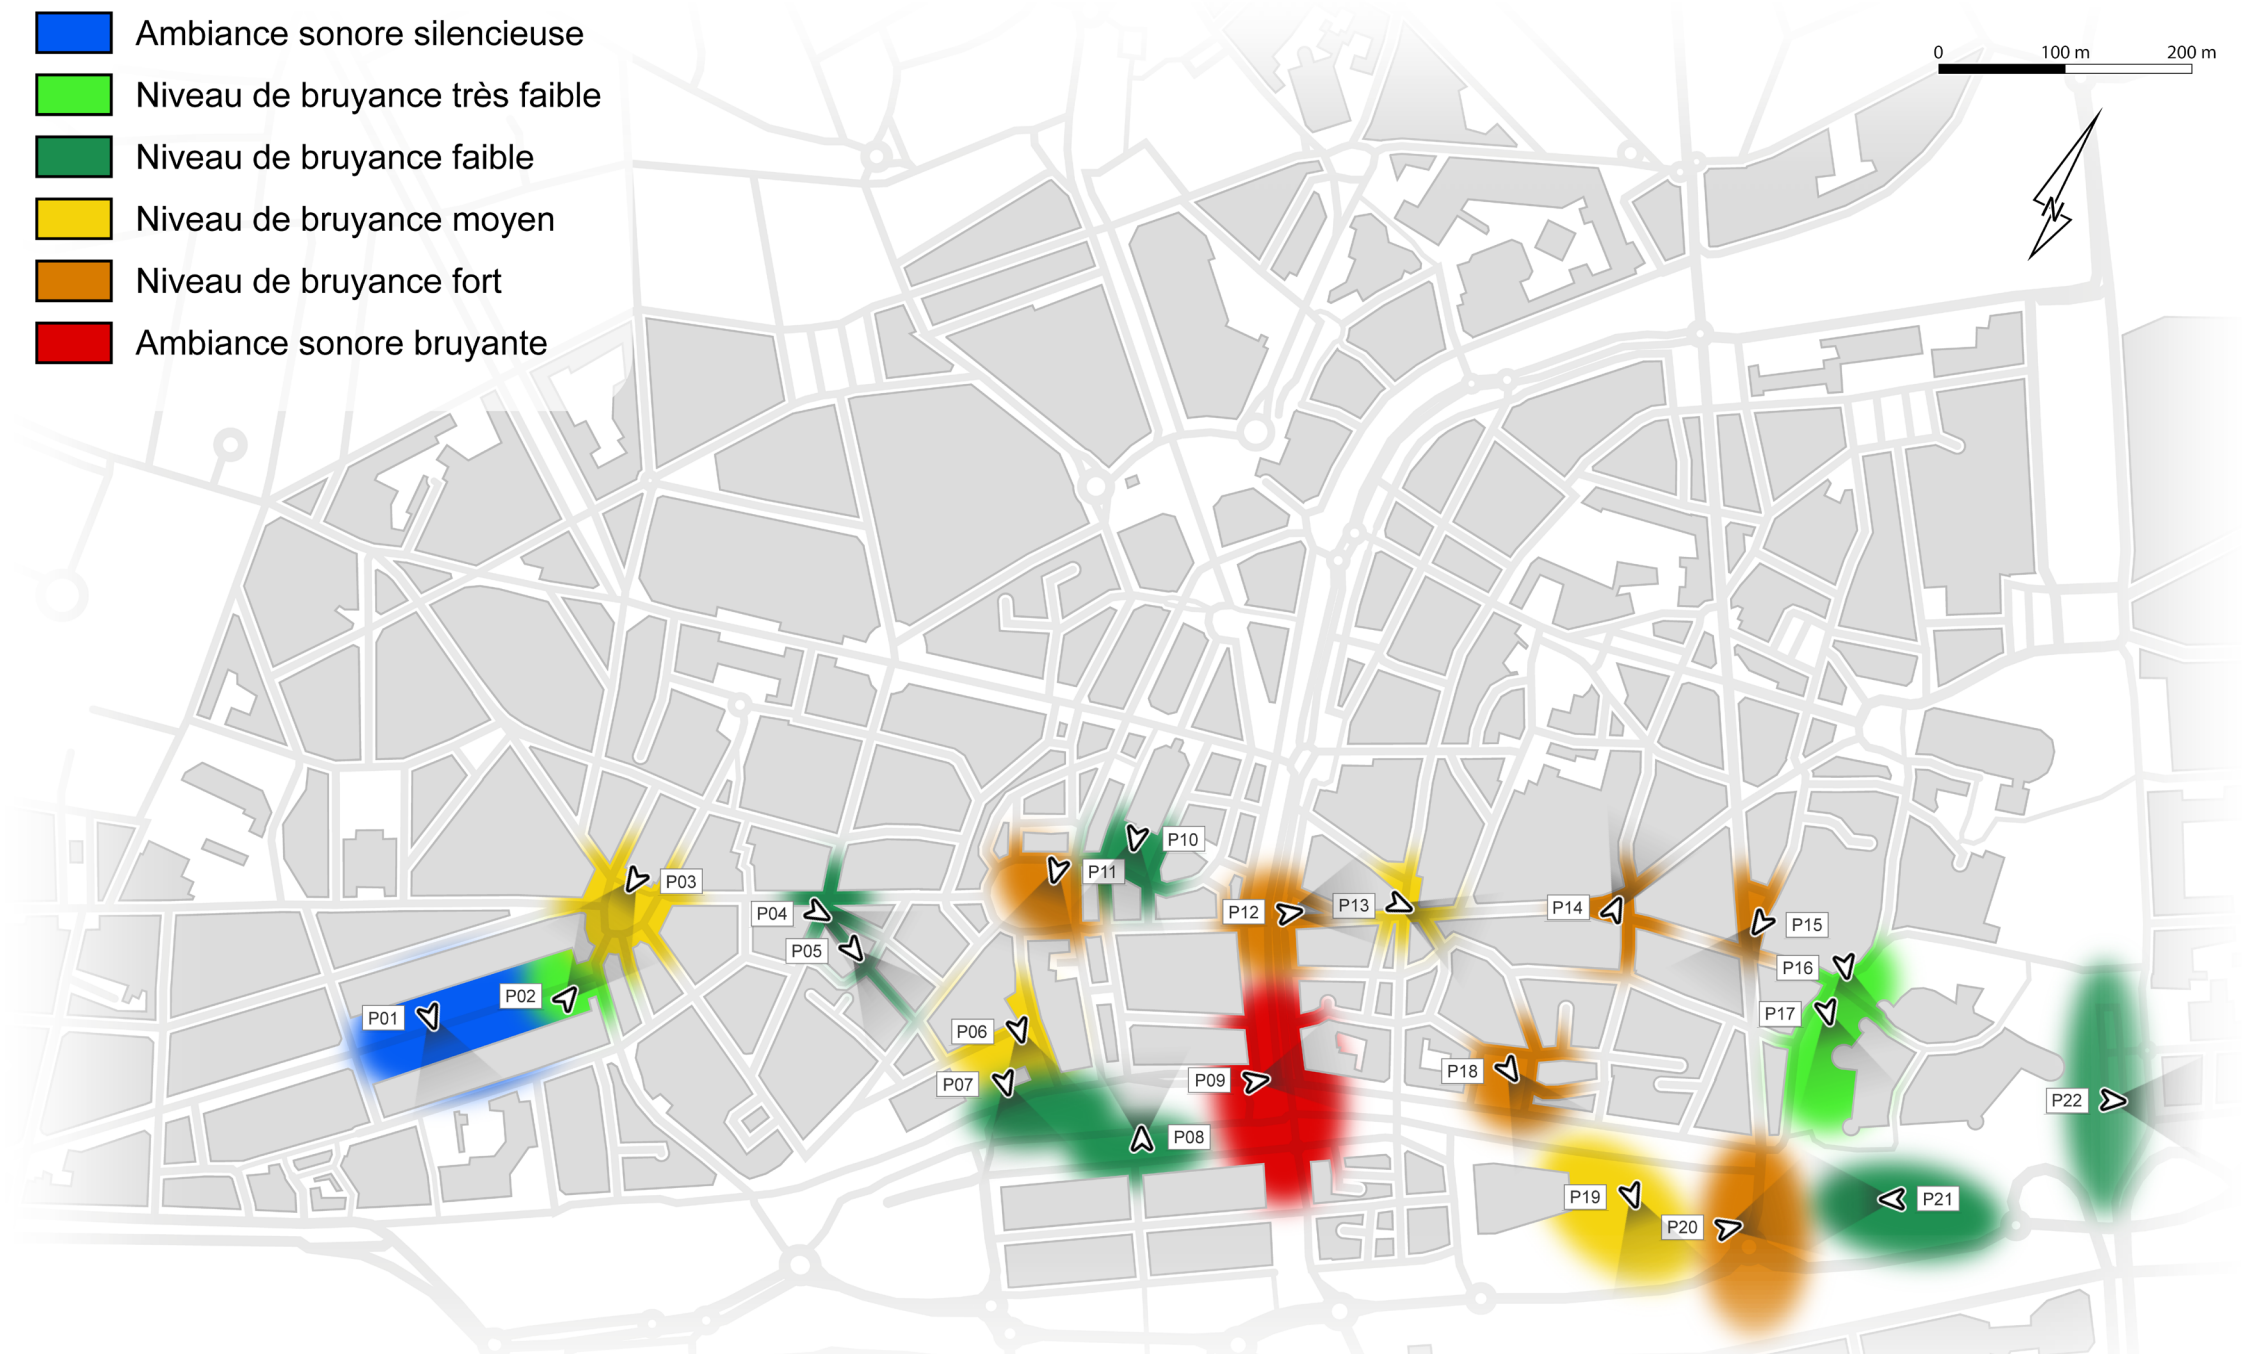 Ambiance sonore silencieuse
Niveau de bruyance très faible
Niveau de bruyance faible
Niveau de bruyance moyen
Niveau de bruyance fort
Ambiance sonore bruyante
0 100 m 200 m
N
P10
P11
P03
P04
P12
P13
P14
P15
P05
P16
P02
P01
P17
P06
P18
P07
P09
P22
P08
P19
P21
P20